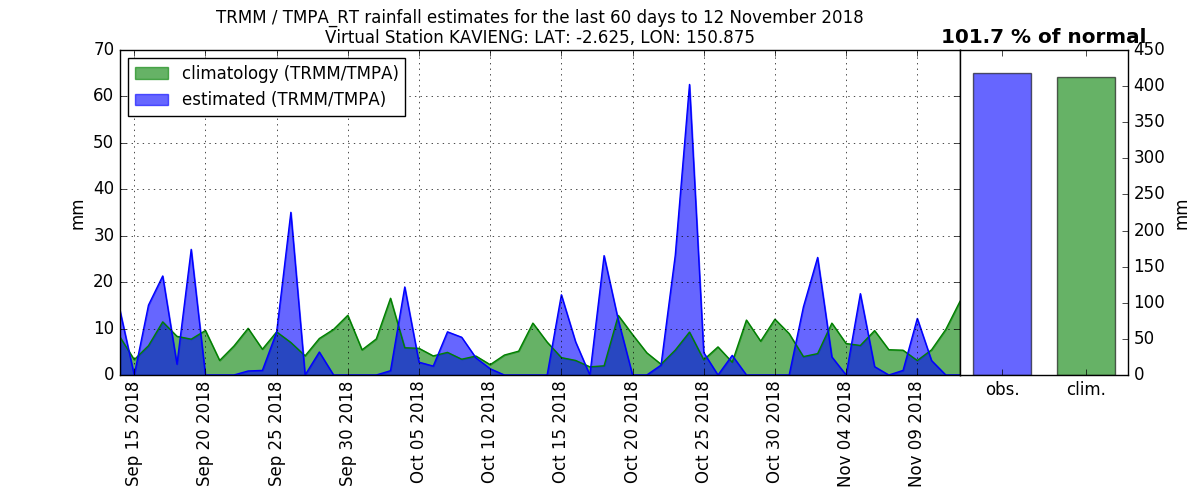 TRMM / TMPA_RT rainfall estimates for the last 60 days to 12 November 2018
Virtual Station KAVIENG: LAT: -2.625, LON: 150.875
101.7 % of normal
climatology (TRMM/TMPA)
estimated (TRMM/TMPA)
70
60
50
40
30
20
10
0
mm
Sep 15 2018
Sep 20 2018
Sep 25 2018
Sep 30 2018
Oct 05 2018
Oct 10 2018
Oct 15 2018
Oct 20 2018
Oct 25 2018
Oct 30 2018
Nov 04 2018
Nov 09 2018
obs.
clim.
450
400
350
300
250
200
150
100
50
0
mm